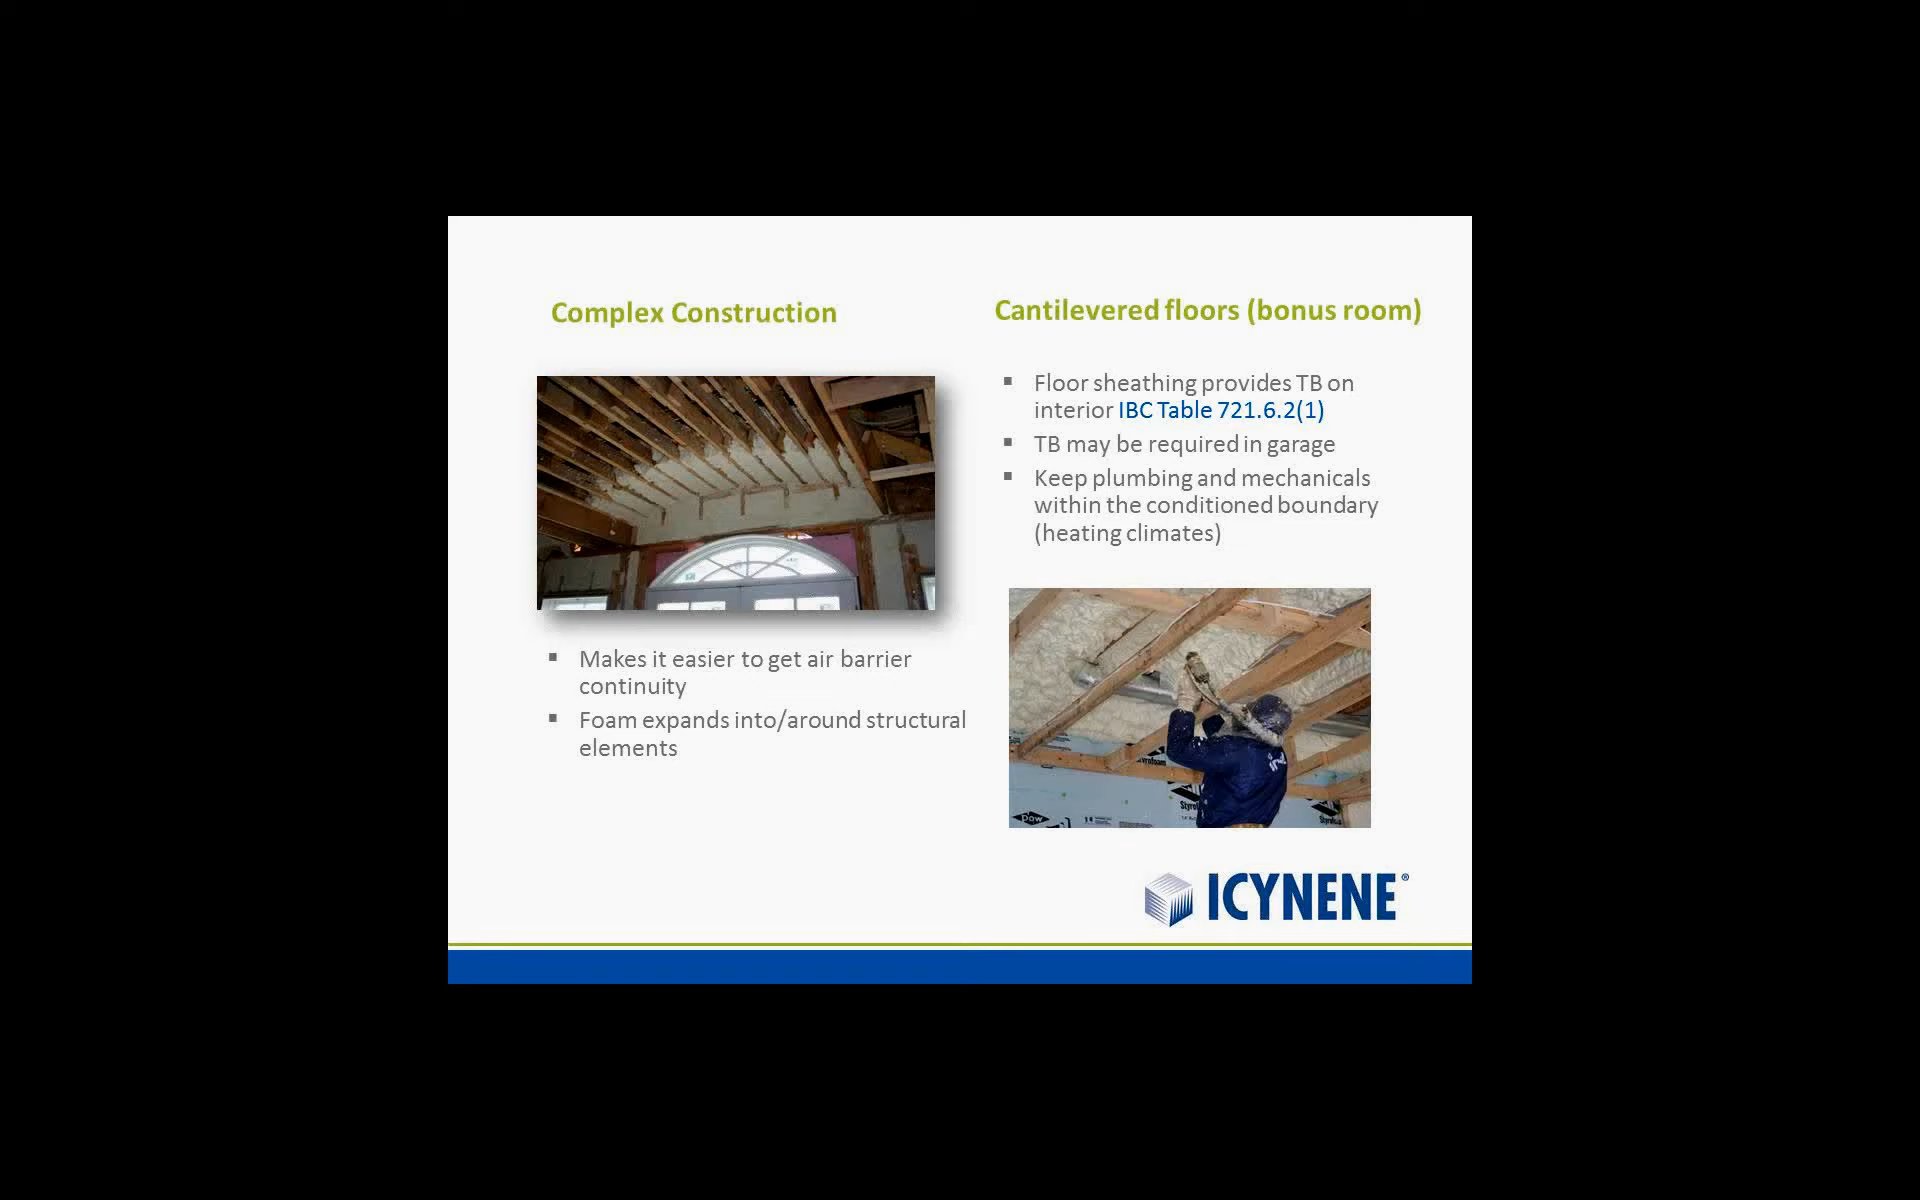 Complex Construction
Makes it easier to get air barrier
continuity
Foam expands into/around structural
elements
Cantilevered floors (bonus room)
Floor sheathing provides TB on
interior IBC Table 721.6.2(1)
TB may be required in garage
Keep plumbing and mechanicals
within the conditioned boundary
(heating climates)
Dow
ICYNENE®